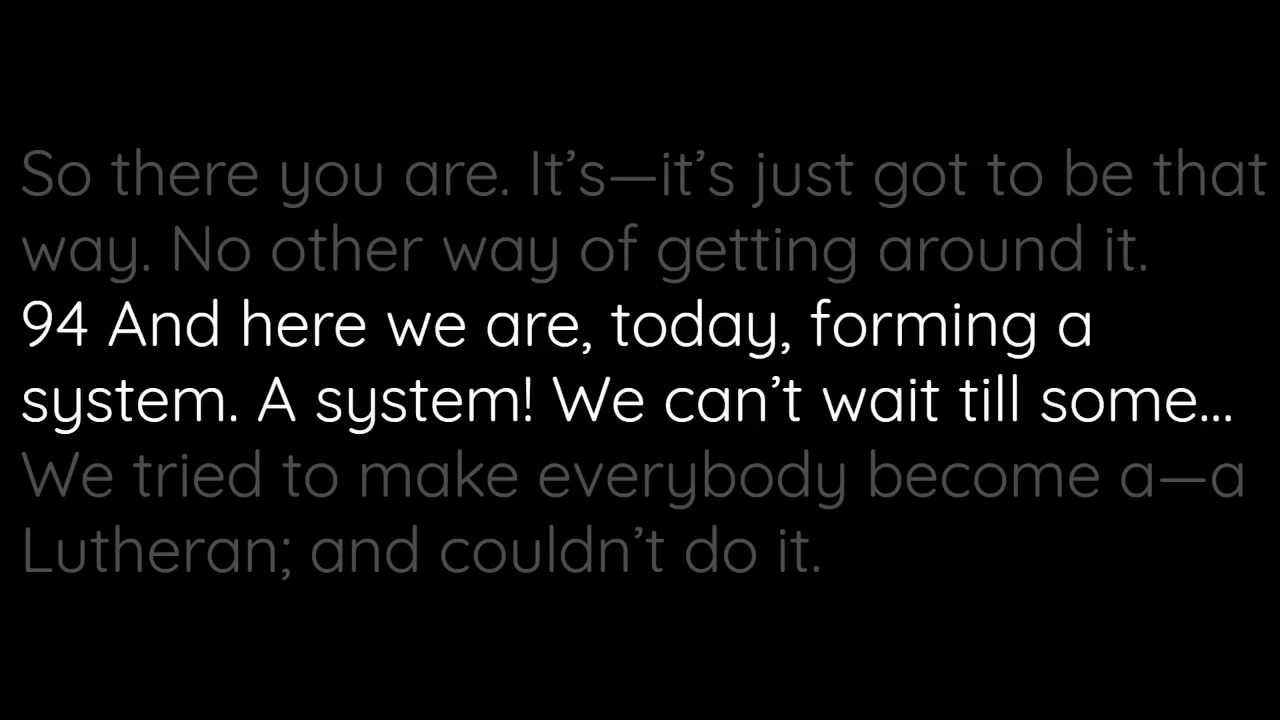 So there you are. It’s—it’s just got to be that
way. No other way of getting around it.
94 And here we are, today, forming a
system. A system! We can’t wait till some...
We tried to make everybody become a—a
Lutheran; and couldn’t do it.